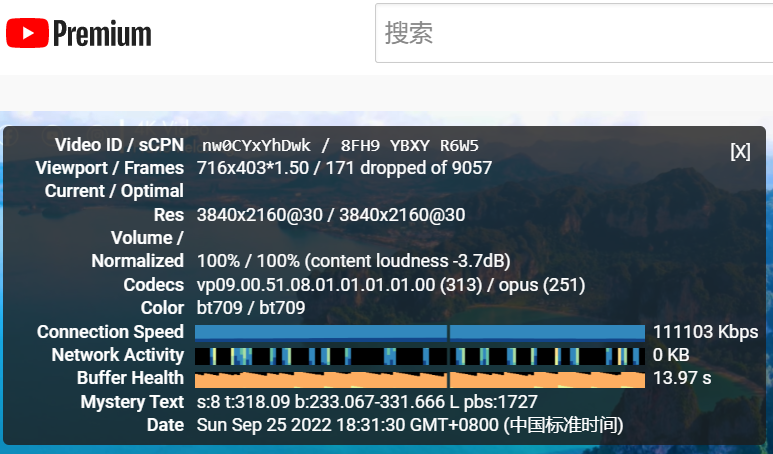 Premium
搜索
Video ID / sCPN nw0CYxYhDwk / 8FH9 YBXY R6W5
[X]
Viewport / Frames 716x403*1.50 / 171 dropped of 9057
Current / Optimal
Res 3840x2160@30 / 3840x2160@30
Volume /
Normalized 100% / 100% (content loudness -3.7dB)
Codecs vp09.00.51.08.01.01.01.01.00 (313) / opus (251)
Color bt709 / bt709
Connection Speed 111103 Kbps
Network Activity 0 KB
Buffer Health 13.97 s
Mystery Text s:8 t:318.09 b:233.067-331.666 L pbs:1727
Date Sun Sep 25 2022 18:31:30 GMT+0800 (中国标准时间)